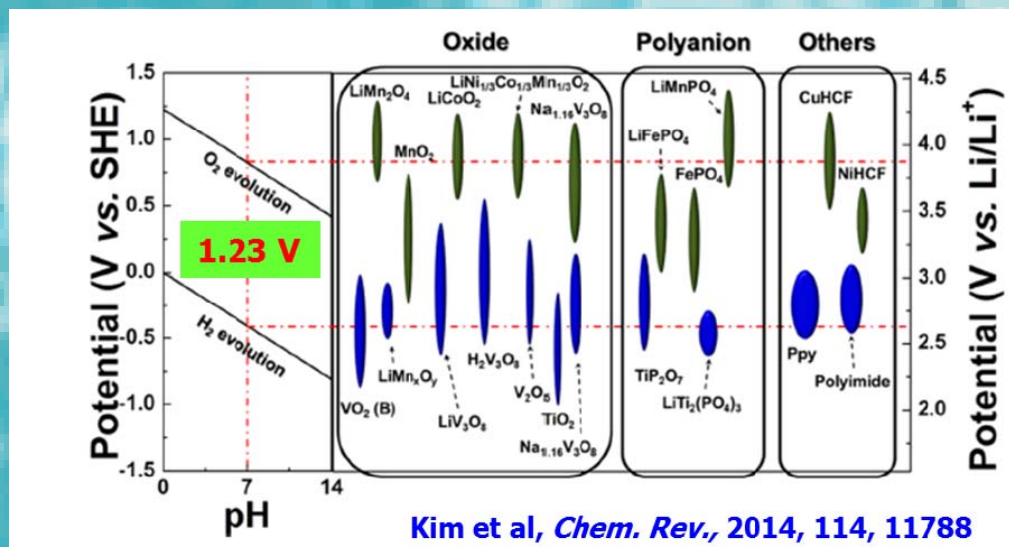 Oxide
Polyanion
Others
Potential (V vs. SHE)
1.5
1.0
0.5
0.0
-0.5
-1.0
-1.5
O₂ evolution
1.23 V
H₂ evolution
0
7
14
pH
LiMn₂O₄
MnO₂
LiCoO₂
LiNi₁/₃Co₁/₃Mn₁/₃O₂
Na₁.₁₆V₃O₈
VO₂ (B)
LiMnₓOᵧ
LiV₃O₈
H₂V₃O₈
V₂O₅
TiO₂
Na₁.₁₆V₃O₈
LiMnPO₄
LiFePO₄
FePO₄
TiP₂O₇
LiTi₂(PO₄)₃
CuHCF
NiHCF
Ppy
Polyimide
4.5
4.0
3.5
3.0
2.5
2.0
Potential (V vs. Li/Li⁺)
Kim et al, Chem. Rev., 2014, 114, 11788